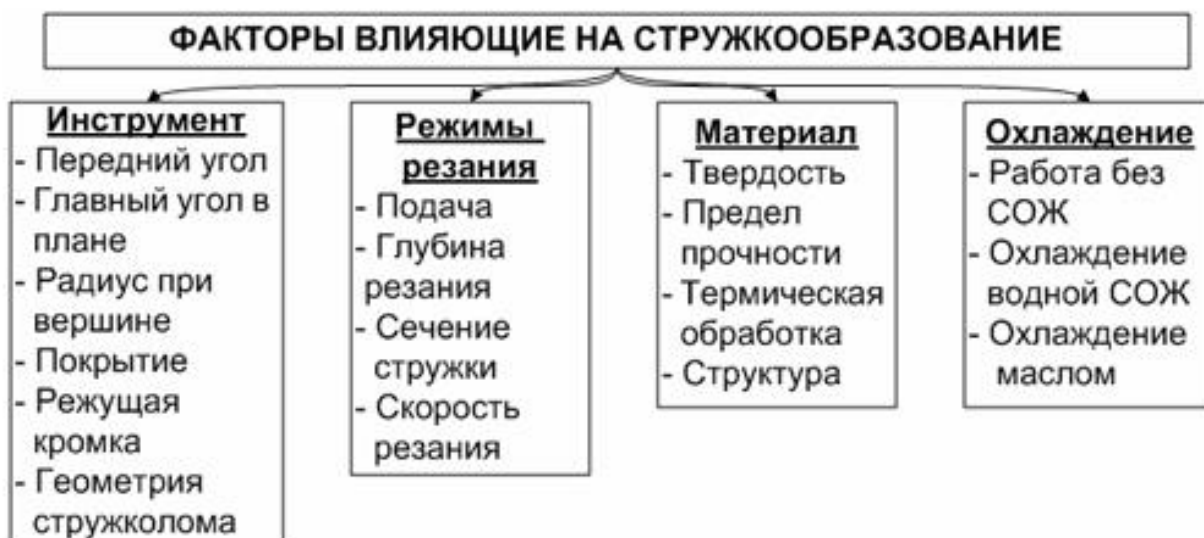 ФАКТОРЫ ВЛИЯЮЩИЕ НА СТРУЖКООБРАЗОВАНИЕ
Инструмент
- Передний угол
- Главный угол в
плане
- Радиус при
вершине
- Покрытие
- Режущая
кромка
- Геометрия
стружколома
Режимы
резания
- Подача
- Глубина
резания
- Сечение
стружки
- Скорость
резания
Материал
- Твердость
- Предел
прочности
- Термическая
обработка
- Структура
Охлаждение
- Работа без
СОЖ
- Охлаждение
водной СОЖ
- Охлаждение
маслом